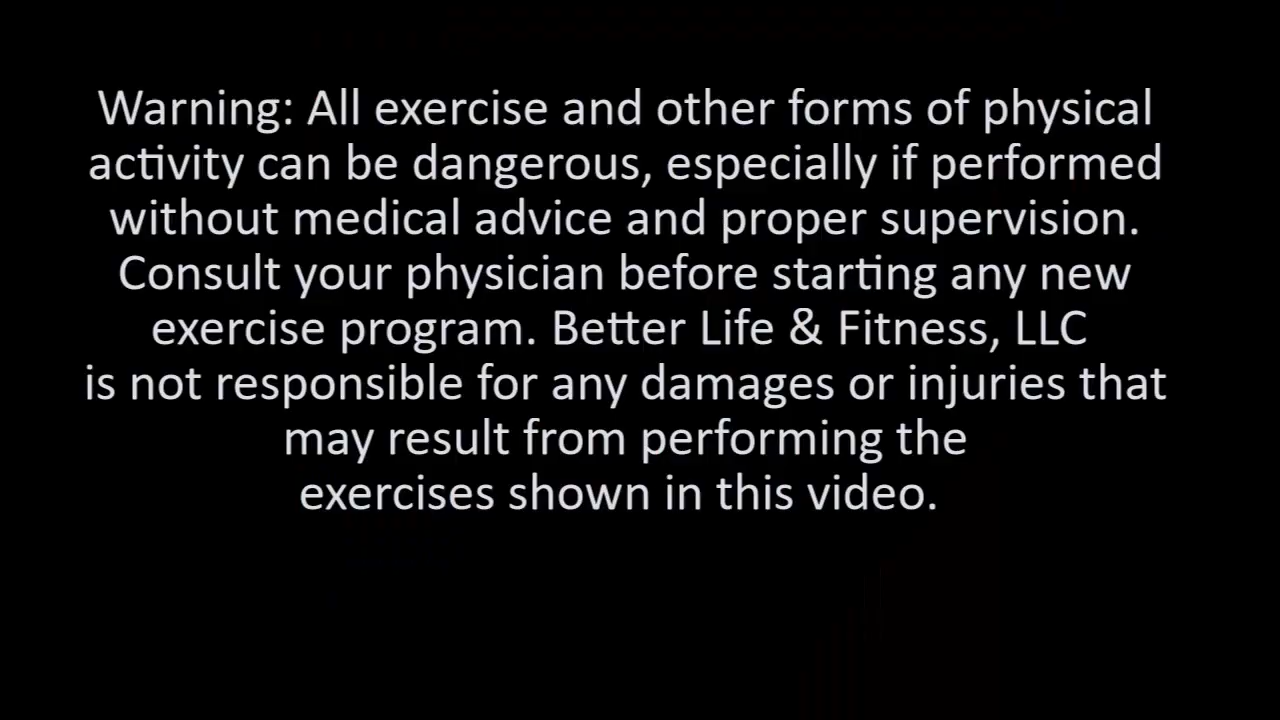 Warning: All exercise and other forms of physical
activity can be dangerous, especially if performed
without medical advice and proper supervision.
Consult your physician before starting any new
exercise program. Better Life & Fitness, LLC
is not responsible for any damages or injuries that
may result from performing the
exercises shown in this video.